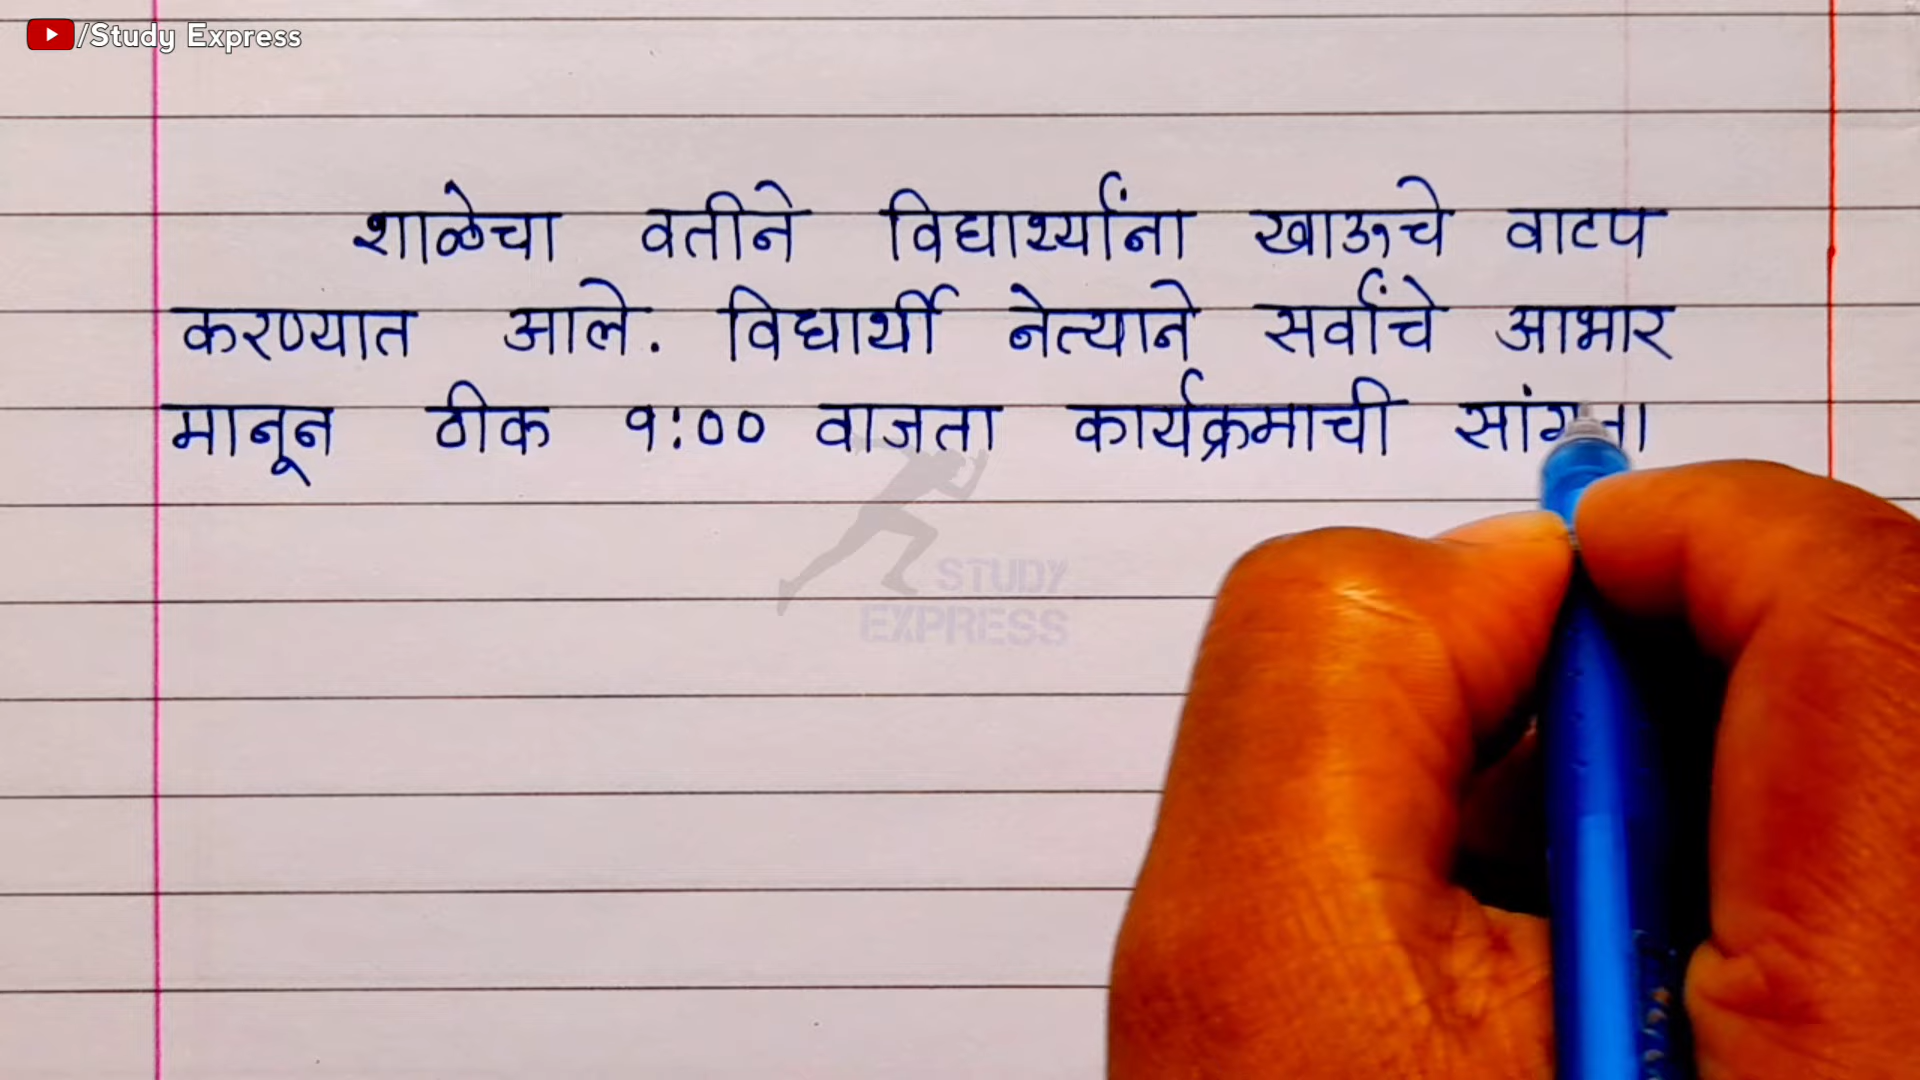 /Study Express
शाळेचा वतीने विद्यार्थ्यांना खाऊचे वाटप
करण्यात आले. विद्यार्थी नेत्याने सर्वांचे आभार
मानून ठीक १:०० वाजता कार्यक्रमाची
STUDY
EXPRESS